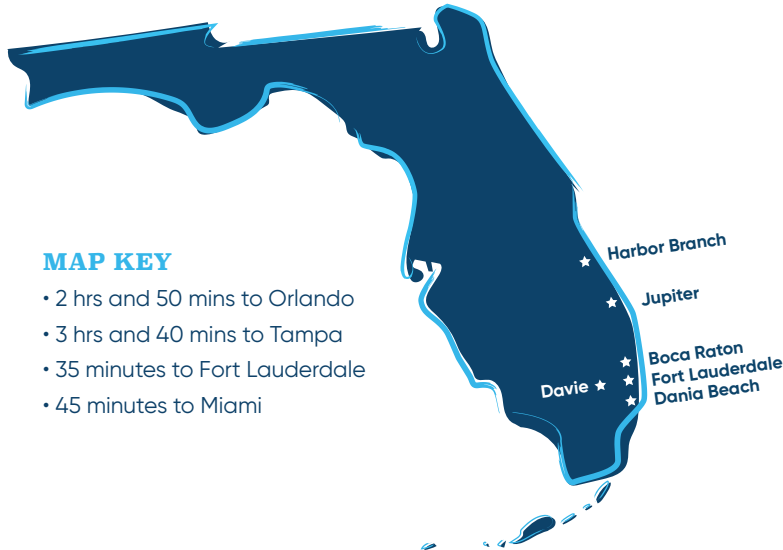 Harbor Branch
MAP KEY
• 2 hrs and 50 mins to Orlando
Jupiter
• 3 hrs and 40 mins to Tampa
Boca Raton
• 35 minutes to Fort Lauderdale
Fort Lauderdale
Davie
Dania Beach
• 45 minutes to Miami